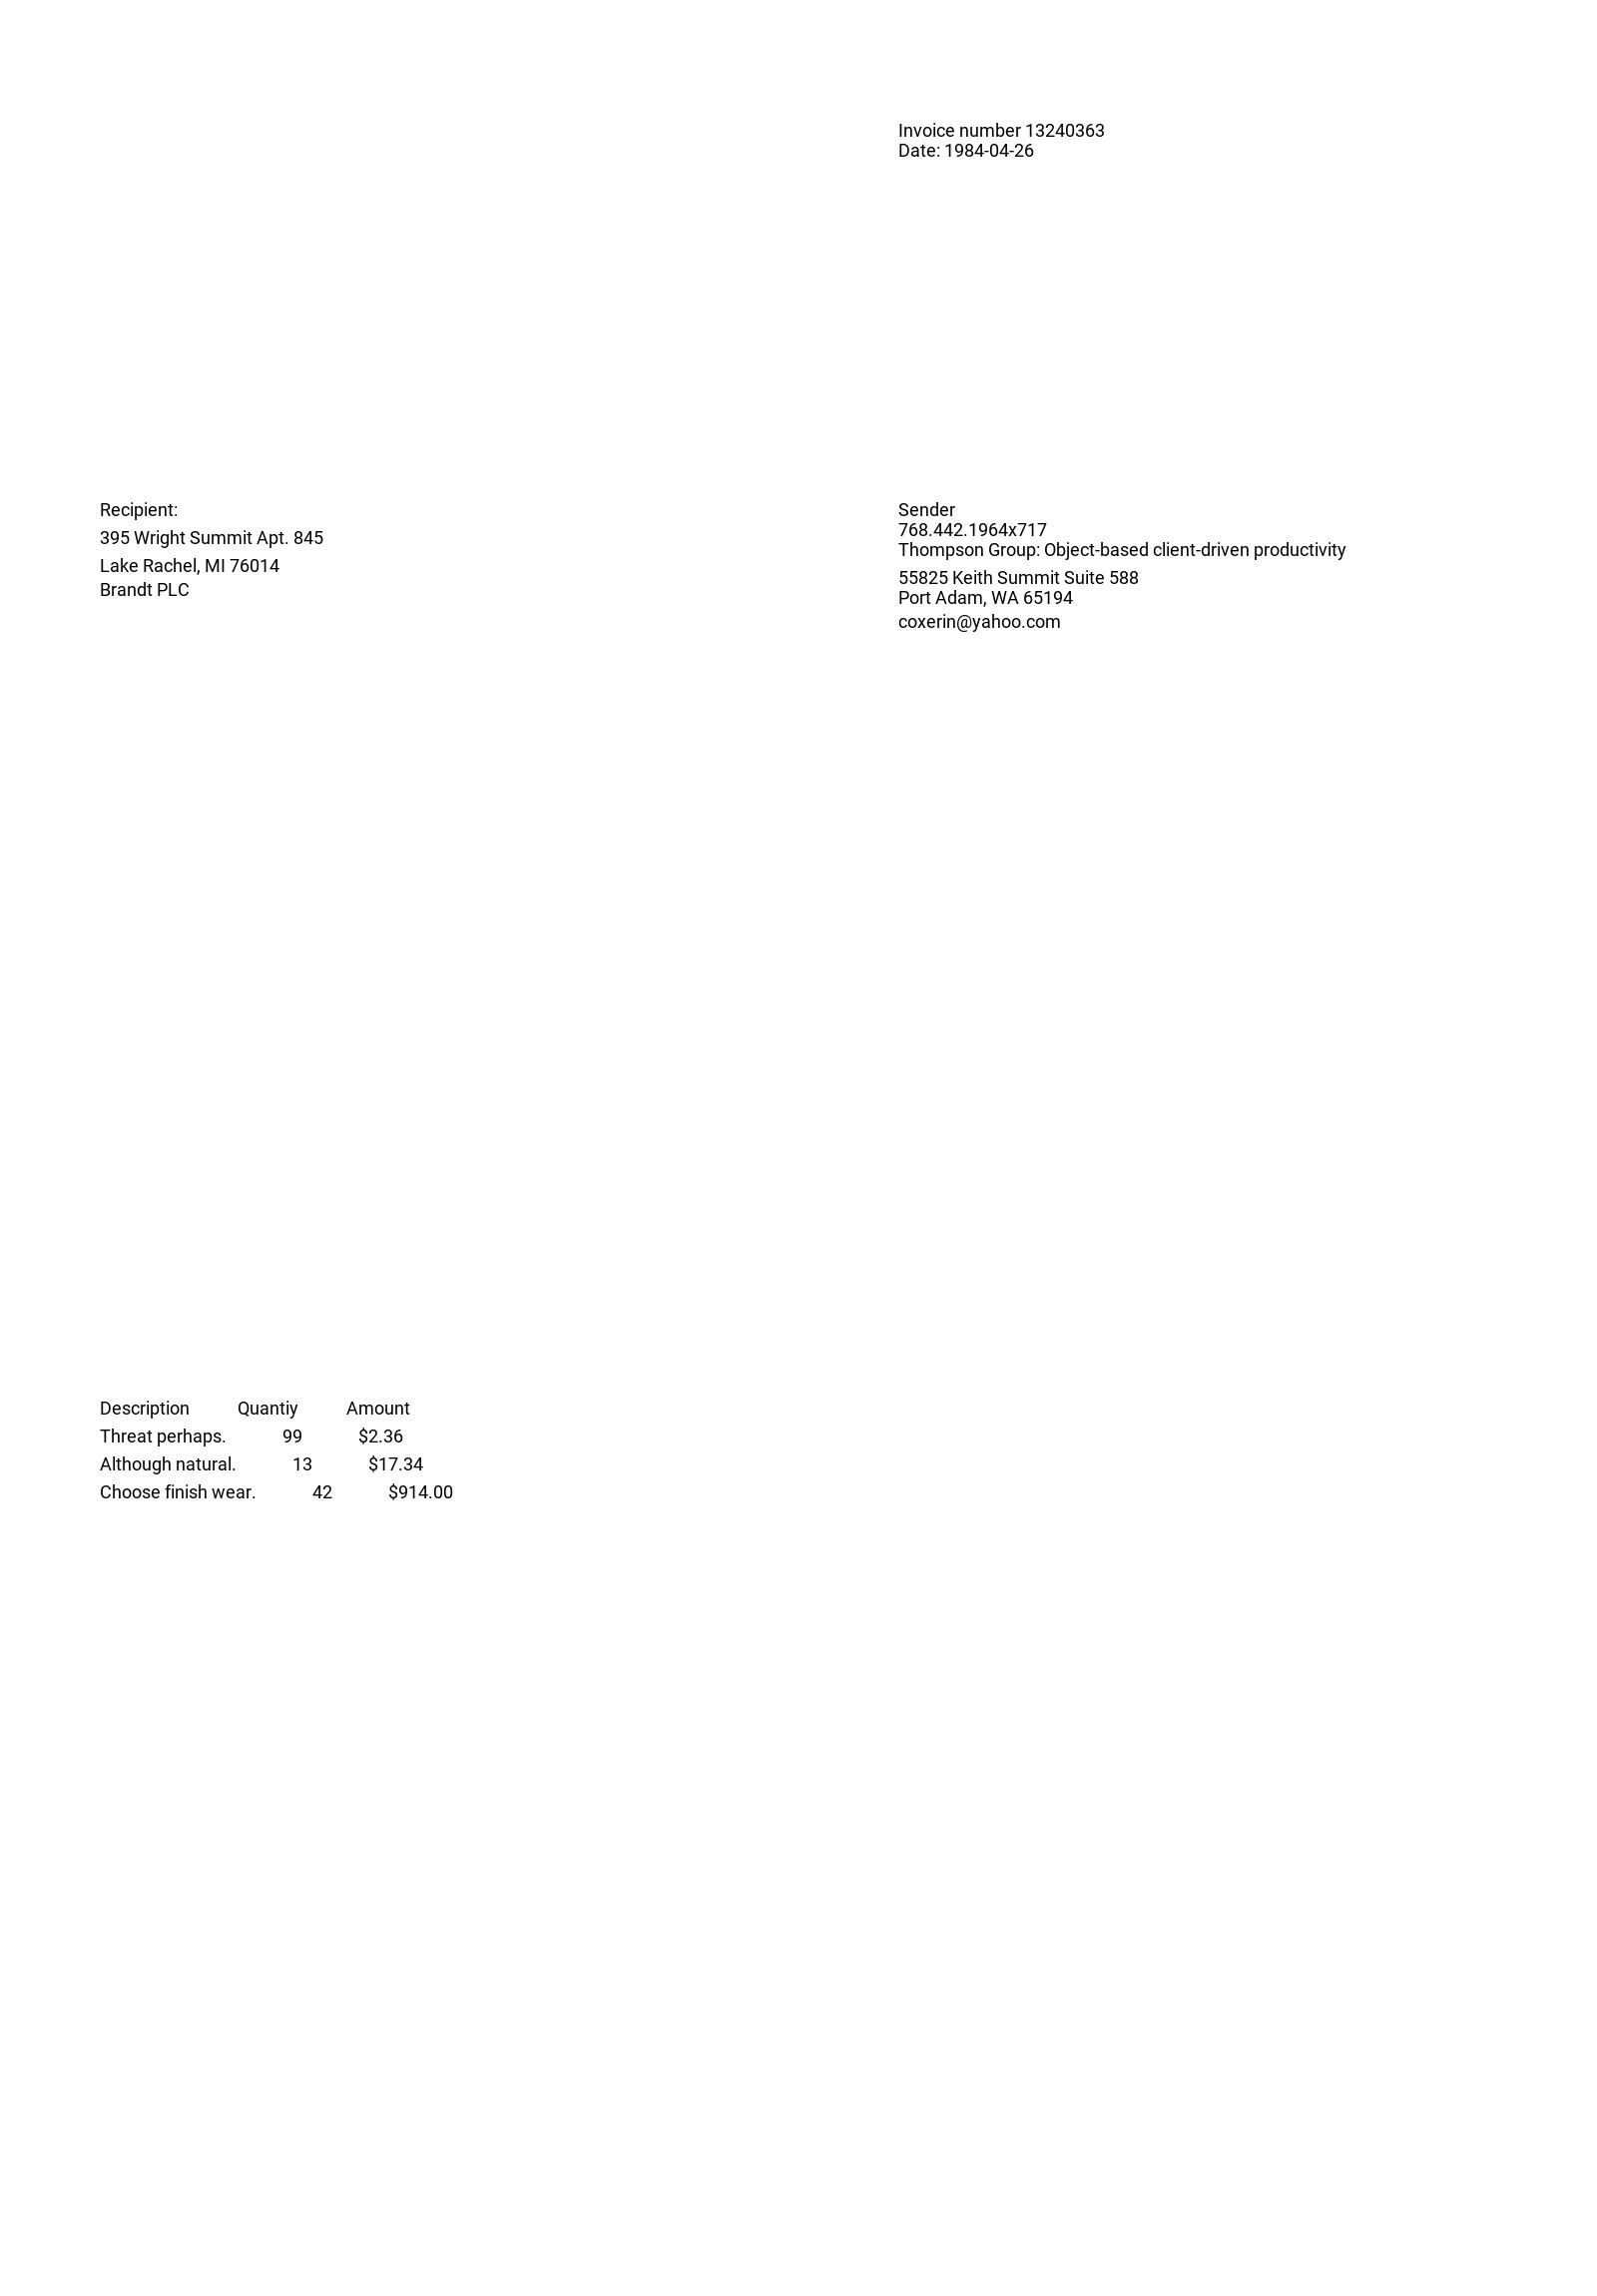 Invoice number 13240363
Date: 1984-04-26
Recipient:
395 Wright Summit Apt. 845
Lake Rachel, MI 76014
Brandt PLC
Sender
768.442.1964x717
Thompson Group: Object-based client-driven productivity
55825 Keith Summit Suite 588
Port Adam, WA 65194
coxerin@yahoo.com
Description Quantiy Amount
Threat perhaps. 99 $2.36
Although natural. 13 $17.34
Choose finish wear. 42 $914.00